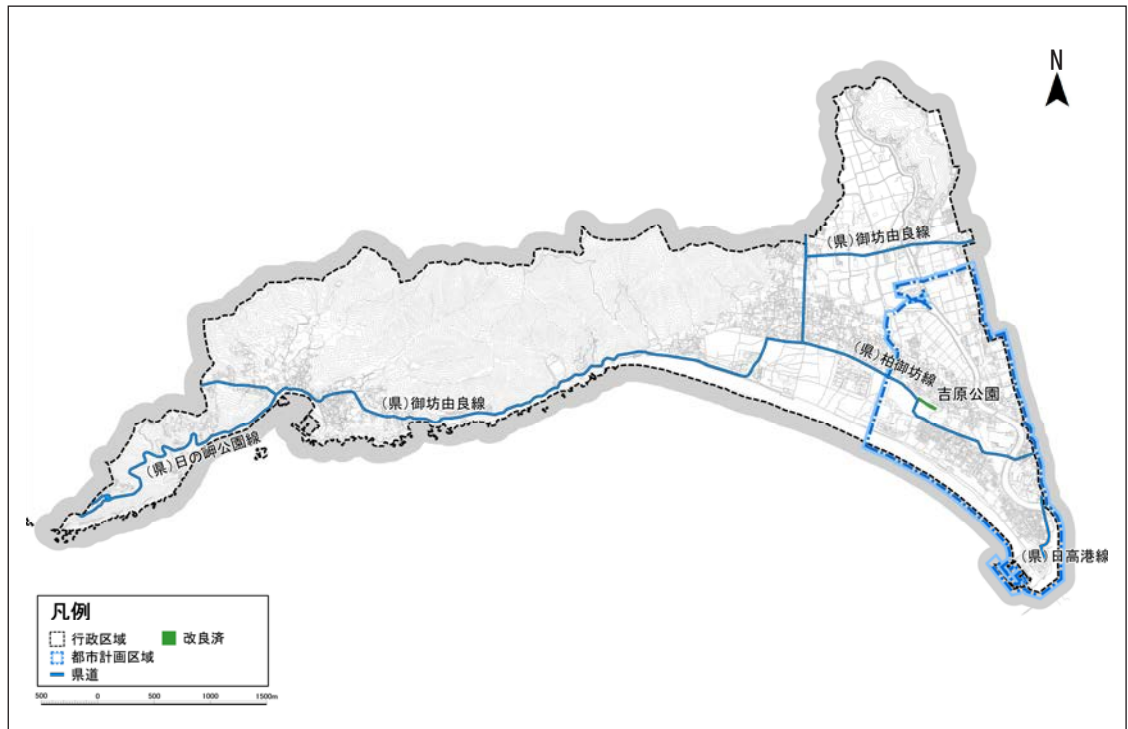 N
(県)御坊由良線
(県)柏御坊線
吉原公園
(県)御坊由良線
(県)日の岬公園線
(県)日高港線
凡例
行政区域
改良済
都市計画区域
県道
500 0 500 1000 1500m